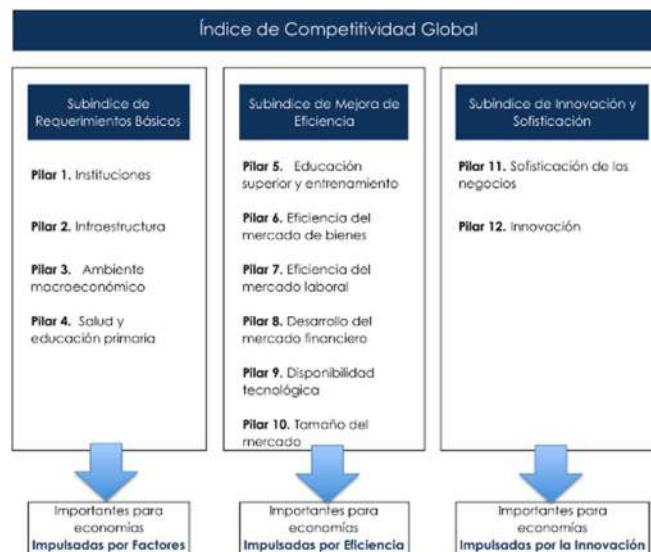 Índice de Competitividad Global
Subíndice de
Requerimientos Básicos
Pilar 1. Instituciones
Pilar 2. Infraestructura
Pilar 3. Ambiente
macroeconómico
Pilar 4. Salud y
educación primaria
Importantes para
economías
Impulsadas por Factores
Subíndice de Mejora de
Eficiencia
Pilar 5. Educación
superior y entrenamiento
Pilar 6. Eficiencia del
mercado de bienes
Pilar 7. Eficiencia del
mercado laboral
Pilar 8. Desarrollo del
mercado financiero
Pilar 9. Disponibilidad
tecnológica
Pilar 10. Tamaño del
mercado
Importantes para
economías
Impulsadas por Eficiencia
Subíndice de Innovación y
Sofisticación
Pilar 11. Sofisticación de los
negocios
Pilar 12. Innovación
Importantes para
economías
Impulsadas por la Innovación